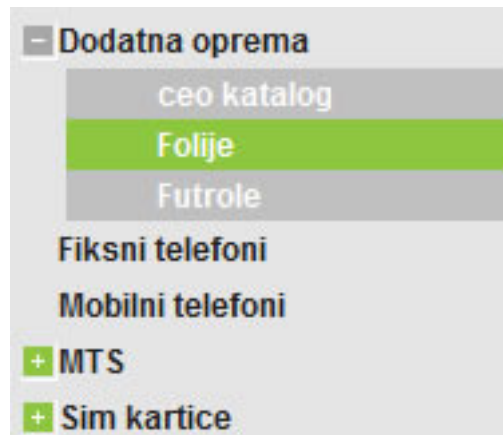 Dodatna oprema
ceo katalog
Folije
Futrole
Fiksni telefoni
Mobilni telefoni
MTS
Sim kartice